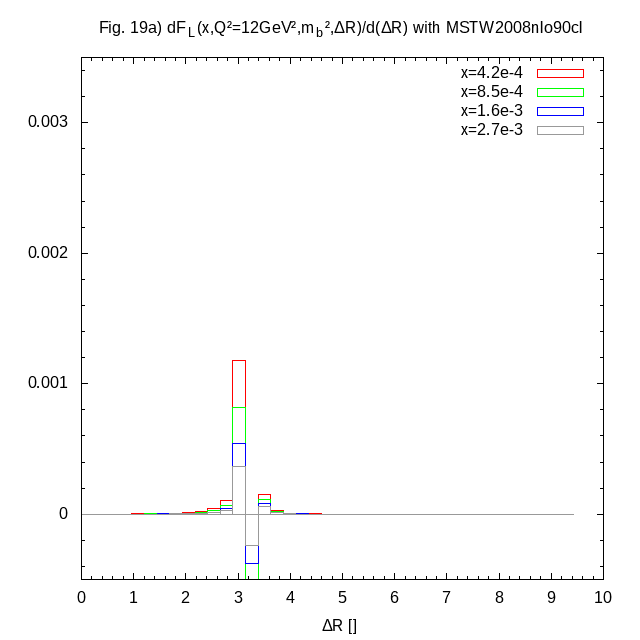 Fig. 19a) dF_L(x,Q²=12GeV²,m_b²,ΔR)/d(ΔR) with MSTW2008nlo90cl
x=4.2e-4
x=8.5e-4
x=1.6e-3
x=2.7e-3
0.003
0.002
0.001
0
0 1 2 3 4 5 6 7 8 9 10
ΔR []